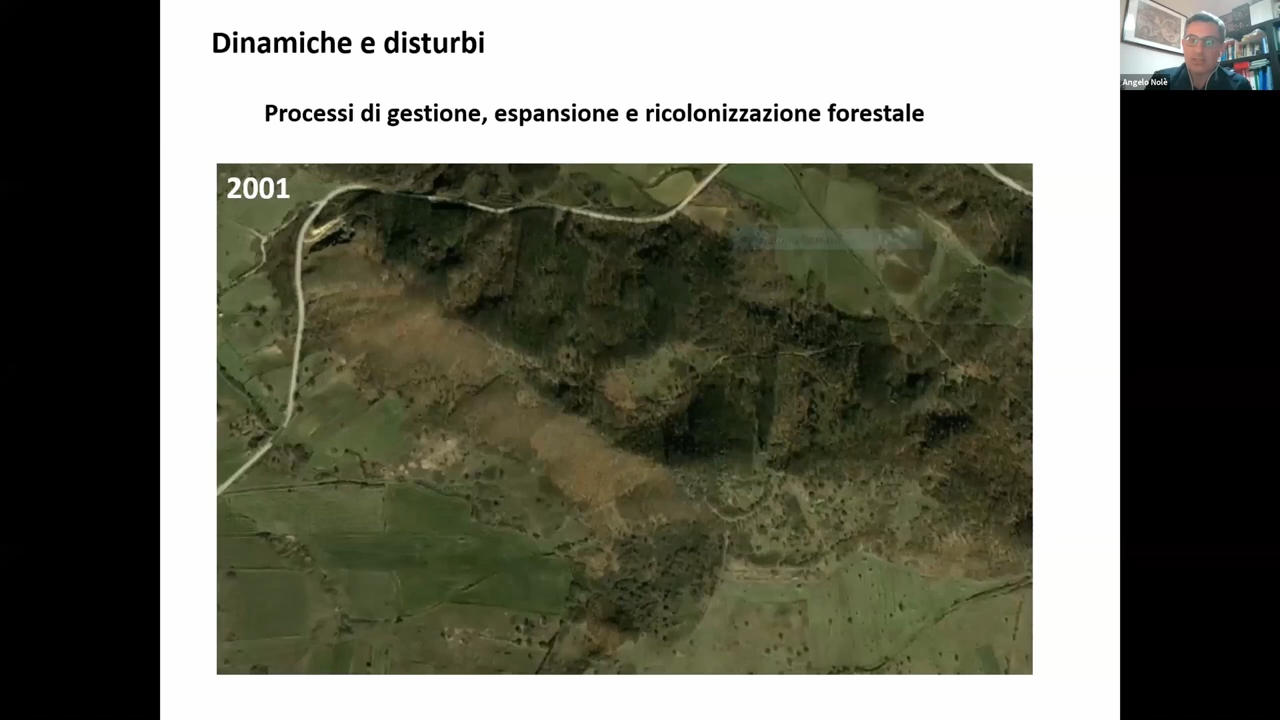 Dinamiche e disturbi
Processi di gestione, espansione e ricolonizzazione forestale
2001
Angelo Nolè